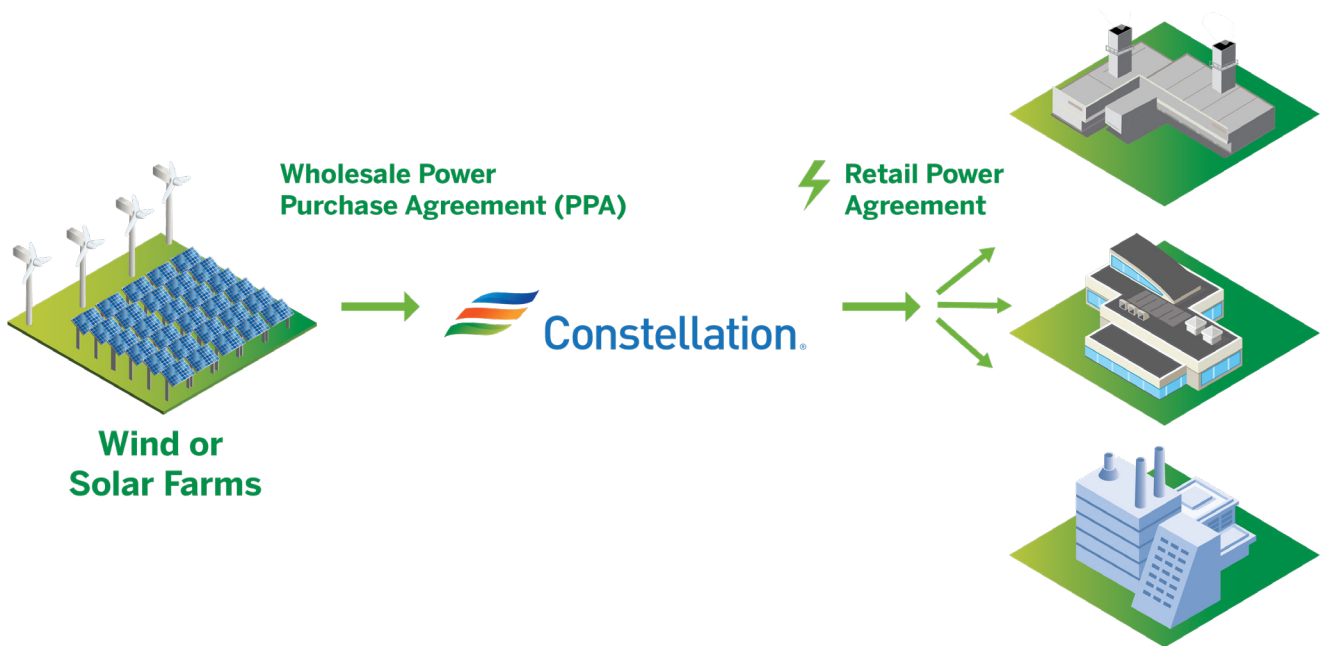 Wholesale Power
Purchase Agreement (PPA)
Retail Power
Agreement
Constellation®
Wind or
Solar Farms